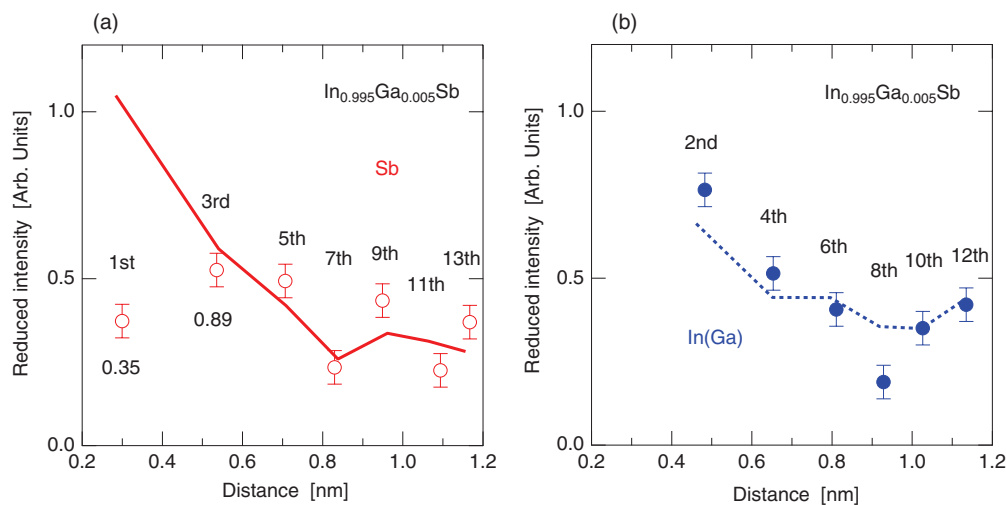 (a)
Reduced intensity [Arb. Units]
1.0
0.5
0.0
In0.995Ga0.005Sb
Sb
1st
0.35
3rd
0.89
5th
7th
9th
11th
13th
0.2 0.4 0.6 0.8 1.0 1.2
Distance [nm]
(b)
Reduced intensity [Arb. Units]
1.0
0.5
0.0
In0.995Ga0.005Sb
2nd
4th
6th
8th
10th
12th
In(Ga)
0.2 0.4 0.6 0.8 1.0 1.2
Distance [nm]